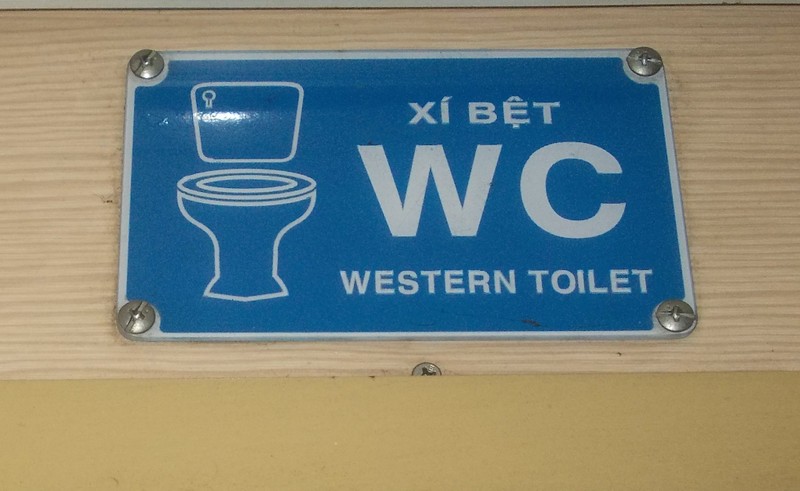 XÍ BỆT
WC
WESTERN TOILET